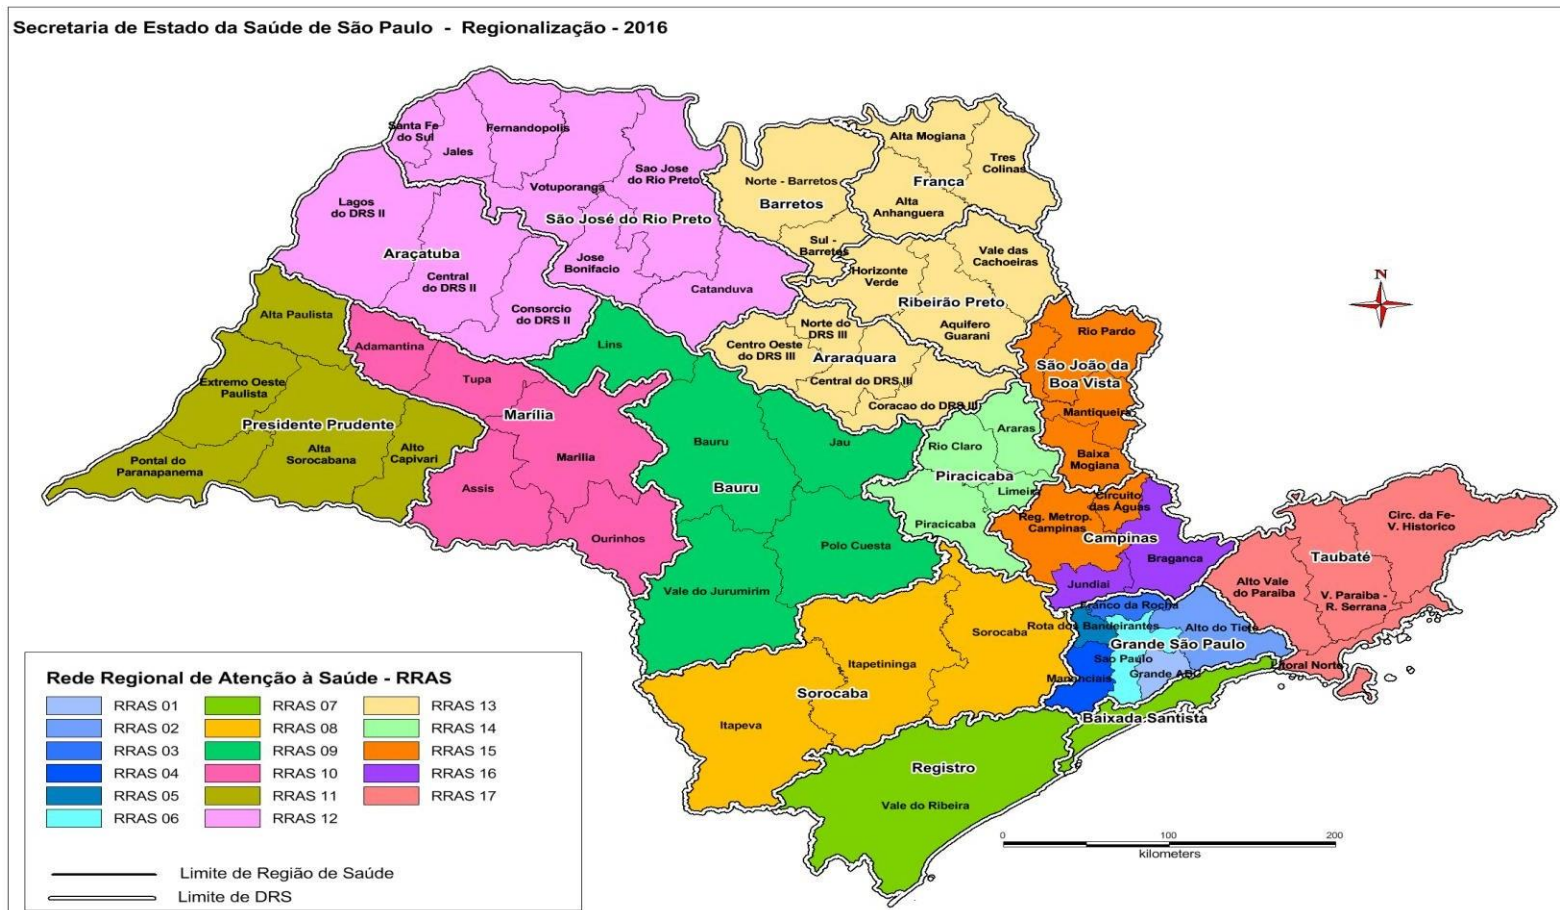 Secretaria de Estado da Saúde de São Paulo - Regionalização - 2016
Santa Fe
do Sul
Jales
Fernandopolis
Votuporanga
Sao Jose
do Rio Preto
São José do Rio Preto
Jose
Bonifacio
Catanduva
Lagos
do DRS II
Araçatuba
Central
do DRS II
Consorcio
do DRS II
Norte - Barretos
Barretos
Sul -
Barretos
Alta Mogiana
Tres
Colinas
Franca
Alta
Anhanguera
Horizonte
Verde
Vale das
Cachoeiras
Ribeirão Preto
Aquifero
Guarani
Norte do
DRS III
Centro Oeste
do DRS III
Araraquara
Central do DRS III
Coracao do DRS III
N
Alta Paulista
Extremo Oeste
Paulista
Presidente Prudente
Pontal do
Paranapanema
Alta
Sorocabana
Alto
Capivari
Adamantina
Tupa
Marília
Marilia
Assis
Ourinhos
Lins
Bauru
Jau
Bauru
Polo Cuesta
Vale do Jurumirim
Rio Pardo
São João da
Boa Vista
Mantiqueira
Baixa
Mogiana
Araras
Rio Claro
Piracicaba
Limeira
Piracicaba
Circuito
das Águas
Reg. Metrop.
Campinas
Campinas
Braganca
Jundiai
Circ. da Fe-
V. Historico
Taubaté
Alto Vale
do Paraiba
V. Paraiba -
R. Serrana
Litoral Norte
Franco da Rocha
Rota dos Bandeirantes
Alto do Tiete
Grande São Paulo
Sao Paulo
Grande ABC
Mananciais
Baixada Santista
Sorocaba
Itapetininga
Sorocaba
Itapeva
Registro
Vale do Ribeira
0 100 200
kilometers
Rede Regional de Atenção à Saúde - RRAS
RRAS 01 RRAS 07 RRAS 13
RRAS 02 RRAS 08 RRAS 14
RRAS 03 RRAS 09 RRAS 15
RRAS 04 RRAS 10 RRAS 16
RRAS 05 RRAS 11 RRAS 17
RRAS 06 RRAS 12
Limite de Região de Saúde
Limite de DRS